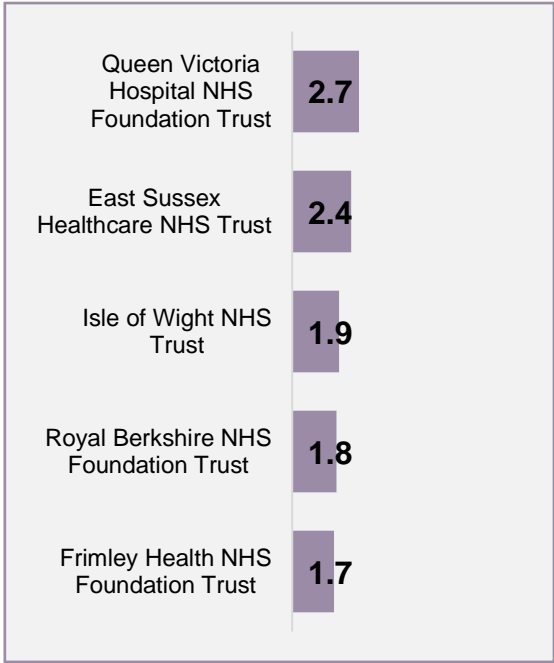 Queen Victoria
Hospital NHS
Foundation Trust
2.7
East Sussex
Healthcare NHS Trust
2.4
Isle of Wight NHS
Trust
1.9
Royal Berkshire NHS
Foundation Trust
1.8
Frimley Health NHS
Foundation Trust
1.7